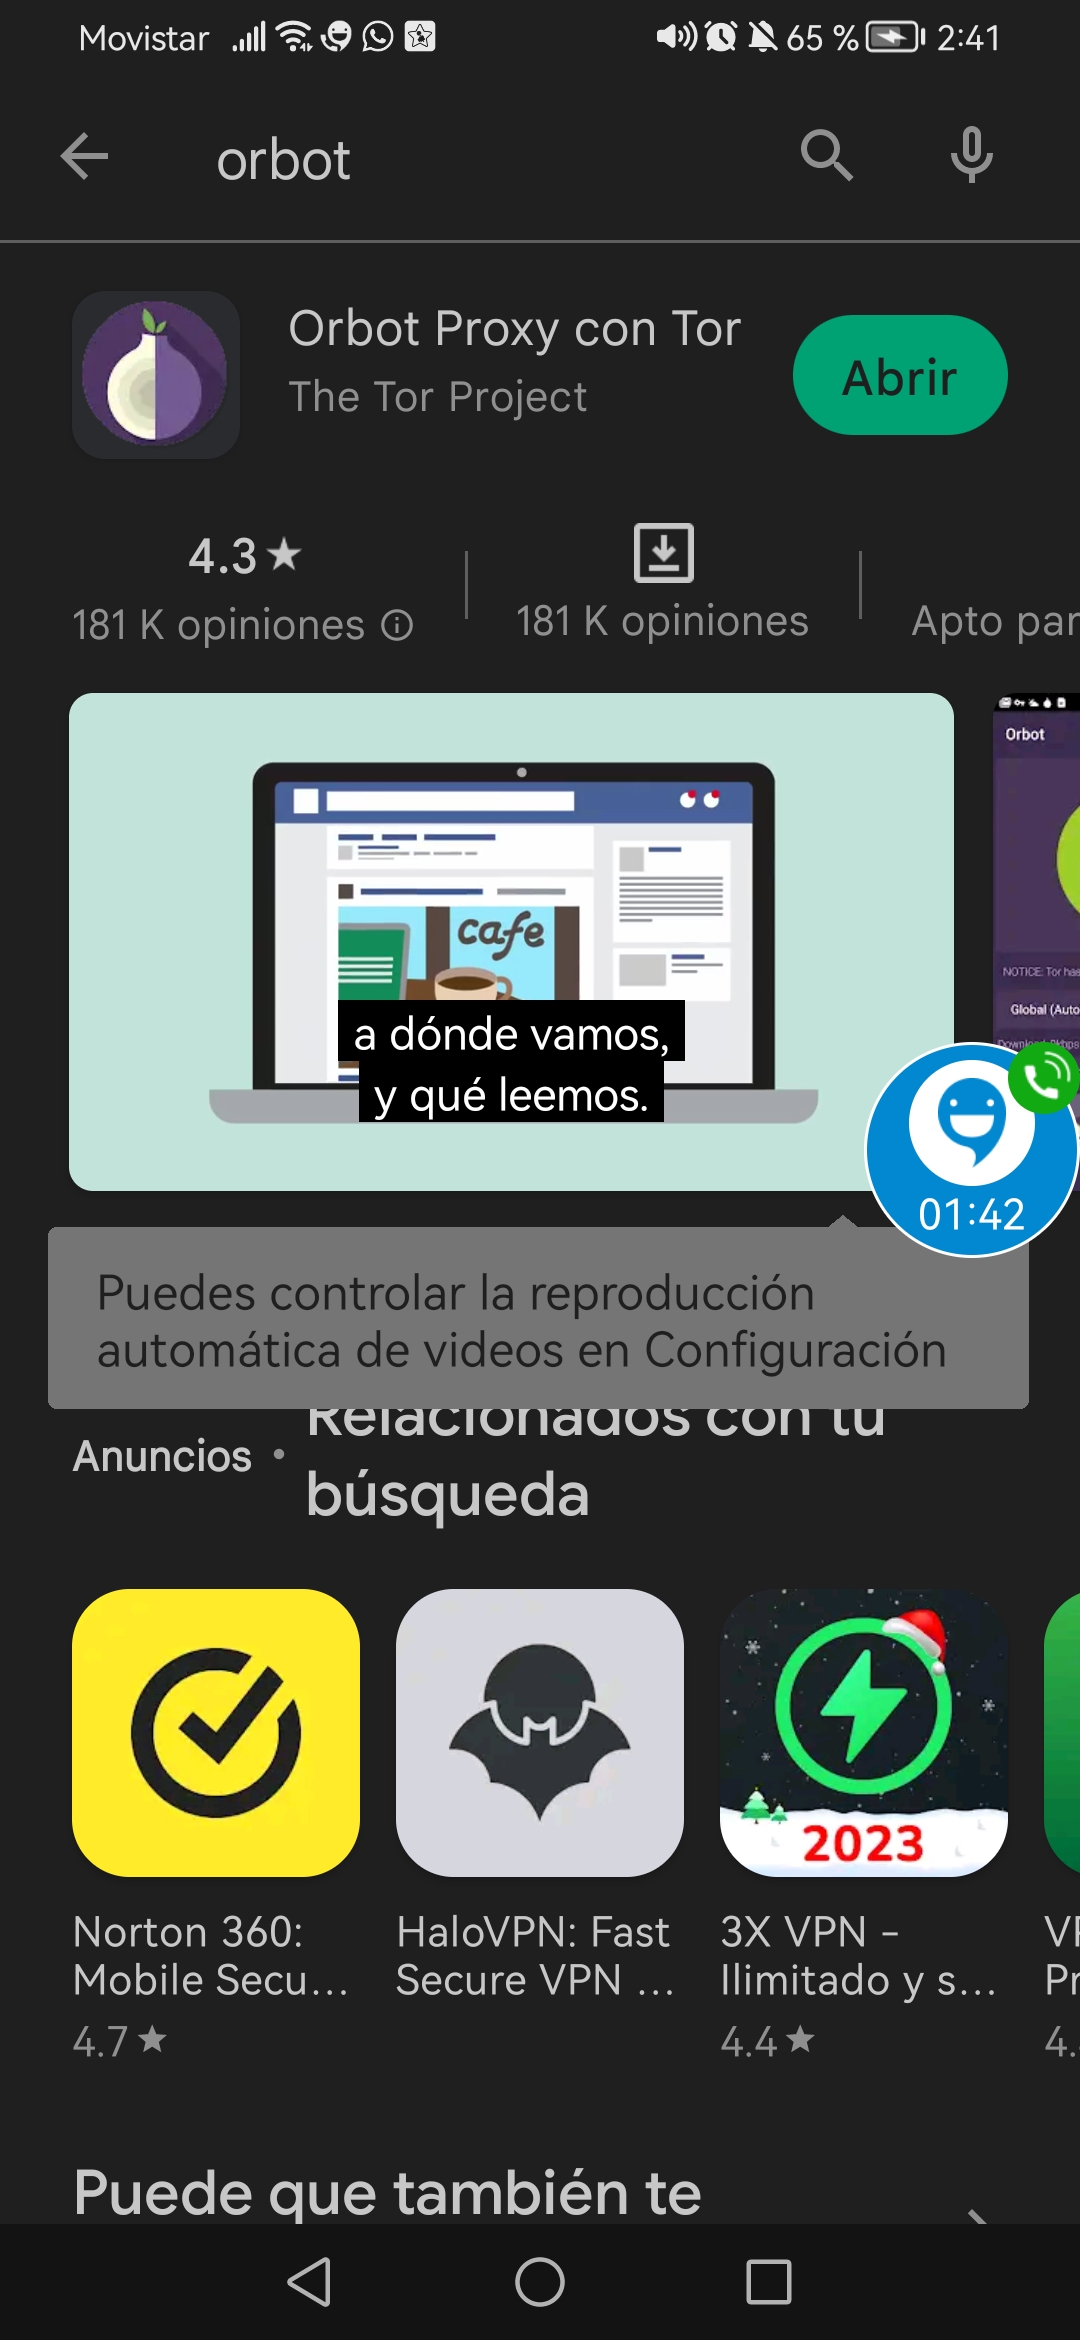 Movistar 65 % 2:41
orbot
Orbot Proxy con Tor
The Tor Project
Abrir
4.3★
181 K opiniones
181 K opiniones
Apto par
cafe
a dónde vamos,
y qué leemos.
Orbot
NOTICE: Tor has
Global (Auto
01:42
Puedes controlar la reproducción
automática de videos en Configuración
Anuncios •
Relacionados con tu
búsqueda
2023
Norton 360:
Mobile Secu...
4.7★
HaloVPN: Fast
Secure VPN ...
3X VPN -
Ilimitado y s...
4.4★
Pr
4.
Puede que también te